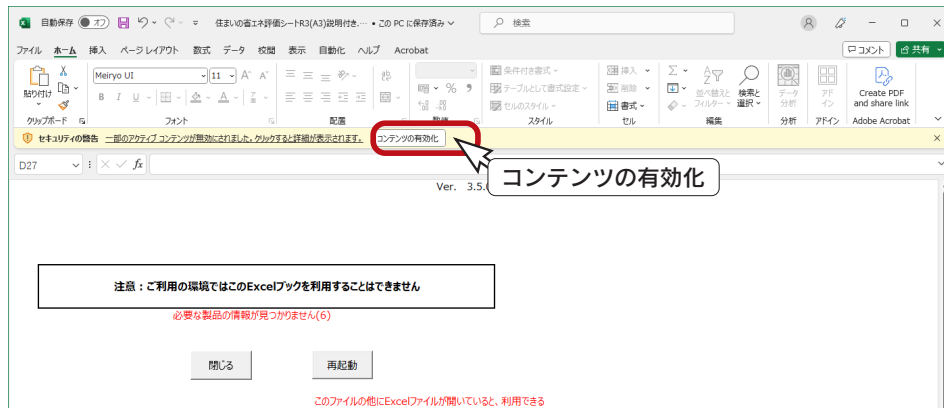 自動保存 オフ 住まいの省エネ評価シートR3(A3)説明付き.… • この PC に保存済み 検索
ファイル ホーム 挿入 ページ レイアウト 数式 データ 校閲 表示 自動化 ヘルプ Acrobat コメント 共有
貼り付け Meiryo UI 11 A A B I U A A % 条件付き書式 テーブルとして書式設定 セルのスタイル 挿入 削除 書式 並べ替えと フィルター 検索と 選択 データ 分析 アド イン Create PDF and share link
クリップボード フォント 配置 数値 スタイル セル 編集 分析 アドイン Adobe Acrobat
セキュリティの警告 一部のアクティブ コンテンツが無効にされました。クリックすると詳細が表示されます。 コンテンツの有効化
D27 fx
コンテンツの有効化
Ver. 3.5.
注意：ご利用の環境ではこのExcelブックを利用することはできません
必要な製品の情報が見つかりません(6)
閉じる 再起動
このファイルの他にExcelファイルが開いていると、利用できる